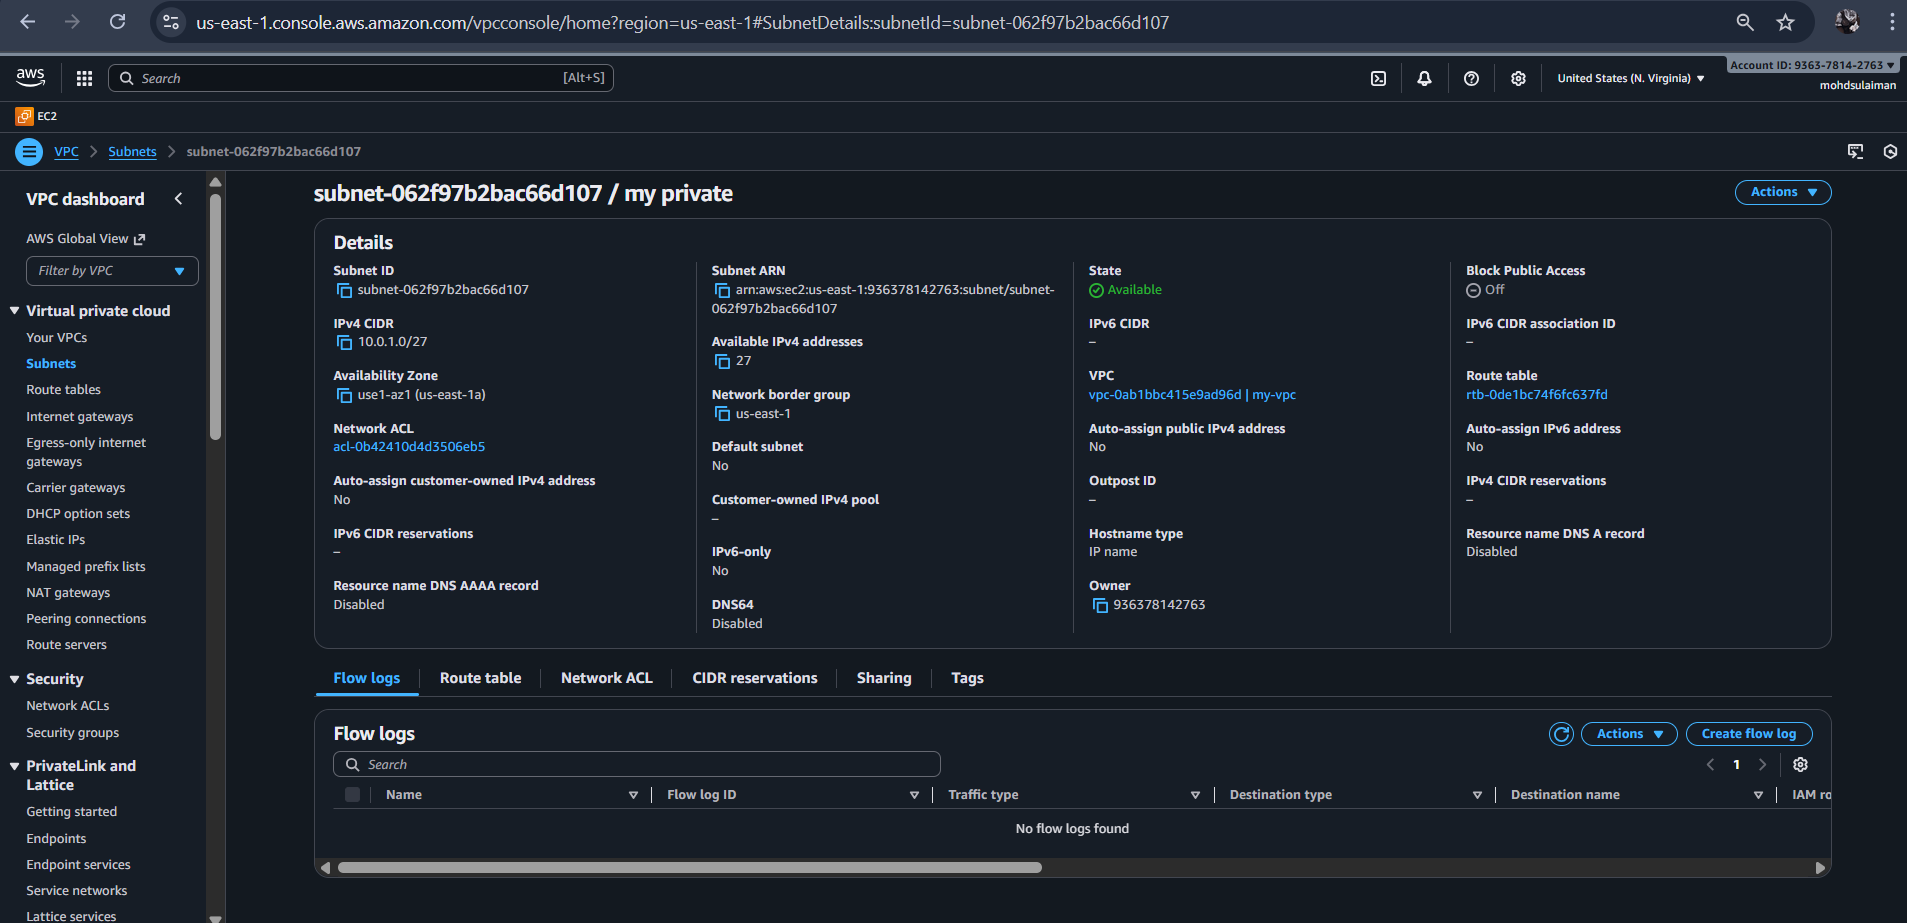 us-east-1.console.aws.amazon.com/vpcconsole/home?region=us-east-1#SubnetDetails:subnetId=subnet-062f97b2bac66d107
aws
Search
[Alt+S]
United States (N. Virginia)
Account ID: 9363-7814-2763
mohdsulaiman
EC2
VPC
Subnets
subnet-062f97b2bac66d107
VPC dashboard
AWS Global View
Filter by VPC
Virtual private cloud
Your VPCs
Subnets
Route tables
Internet gateways
Egress-only internet
gateways
Carrier gateways
DHCP option sets
Elastic IPs
Managed prefix lists
NAT gateways
Peering connections
Route servers
Security
Network ACLs
Security groups
PrivateLink and
Lattice
Getting started
Endpoints
Endpoint services
Service networks
Lattice services
subnet-062f97b2bac66d107 / my private
Actions
Details
Subnet ID
subnet-062f97b2bac66d107
IPv4 CIDR
10.0.1.0/27
Availability Zone
use1-az1 (us-east-1a)
Network ACL
acl-0b42410d4d3506eb5
Auto-assign customer-owned IPv4 address
No
IPv6 CIDR reservations
–
Resource name DNS AAAA record
Disabled
Subnet ARN
arn:aws:ec2:us-east-1:936378142763:subnet/subnet-
062f97b2bac66d107
Available IPv4 addresses
27
Network border group
us-east-1
Default subnet
No
Customer-owned IPv4 pool
–
IPv6-only
No
DNS64
Disabled
State
Available
IPv6 CIDR
–
VPC
vpc-0ab1bbc415e9ad96d | my-vpc
Auto-assign public IPv4 address
No
Outpost ID
–
Hostname type
IP name
Owner
936378142763
Block Public Access
Off
IPv6 CIDR association ID
–
Route table
rtb-0de1bc74f6fc637fd
Auto-assign IPv6 address
No
IPv4 CIDR reservations
–
Resource name DNS A record
Disabled
Flow logs
Route table
Network ACL
CIDR reservations
Sharing
Tags
Flow logs
Actions
Create flow log
Search
1
Name
Flow log ID
Traffic type
Destination type
Destination name
IAM ro
No flow logs found